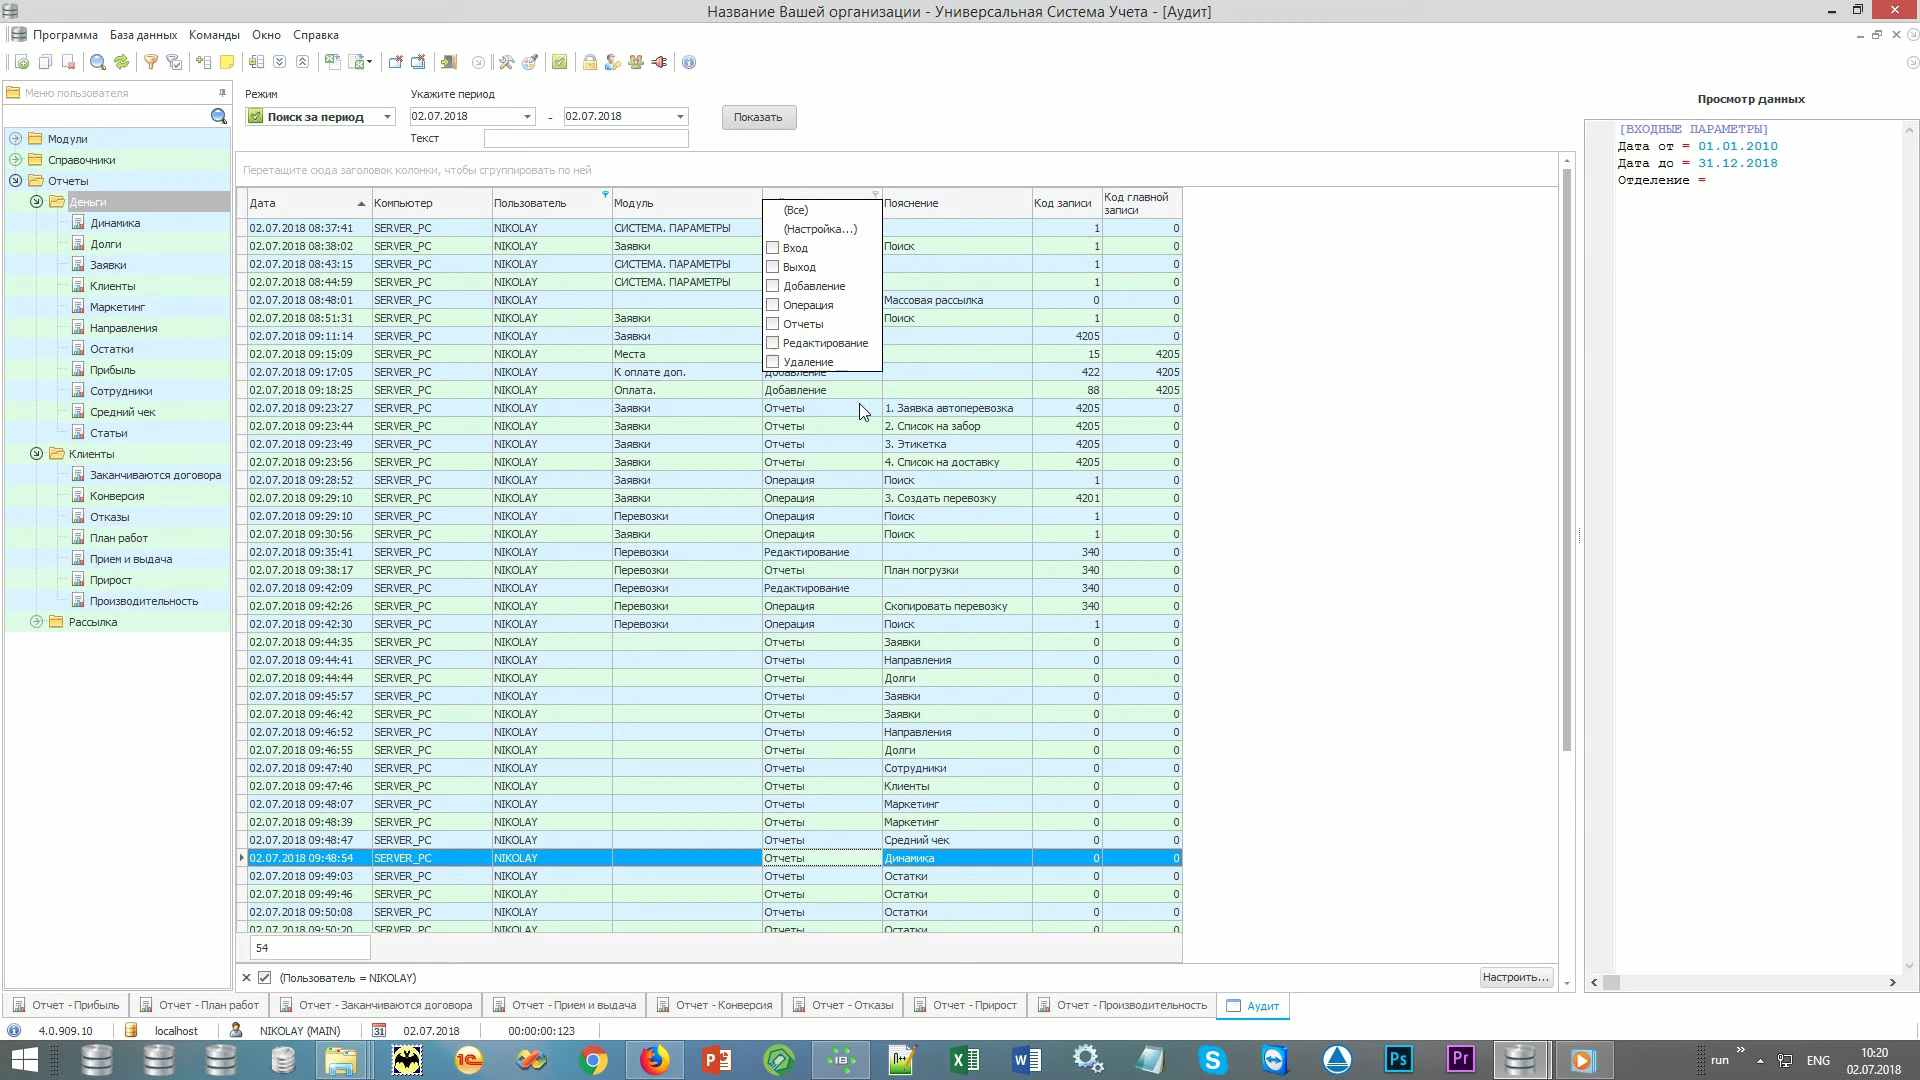 Название Вашей организации - Универсальная Система Учета - [Аудит]
Программа База данных Команды Окно Справка
Меню пользователя
Модули
Справочники
Отчеты
Деньги
Динамика
Долги
Заявки
Клиенты
Маркетинг
Направления
Остатки
Прибыль
Сотрудники
Средний чек
Статьи
Клиенты
Заканчиваются договора
Конверсия
Отказы
План работ
Прием и выдача
Прирост
Производительность
Рассылка
Режим Укажите период
Поиск за период 02.07.2018 - 02.07.2018 Показать
Текст
Перетащите сюда заголовок колонки, чтобы сгруппировать по ней
Дата Компьютер Пользователь Модуль Пояснение Код записи Код главной записи
(Все)
(Настройка...)
Вход
Выход
Добавление
Операция
Отчеты
Редактирование
Удаление
02.07.2018 08:37:41 SERVER_PC NIKOLAY СИСТЕМА. ПАРАМЕТРЫ 1 0
02.07.2018 08:38:02 SERVER_PC NIKOLAY Заявки Поиск 1 0
02.07.2018 08:43:15 SERVER_PC NIKOLAY СИСТЕМА. ПАРАМЕТРЫ 1 0
02.07.2018 08:44:59 SERVER_PC NIKOLAY СИСТЕМА. ПАРАМЕТРЫ 1 0
02.07.2018 08:48:01 SERVER_PC NIKOLAY Массовая рассылка 0 0
02.07.2018 08:51:31 SERVER_PC NIKOLAY Заявки Поиск 1 0
02.07.2018 09:11:14 SERVER_PC NIKOLAY Заявки 4205 0
02.07.2018 09:15:09 SERVER_PC NIKOLAY Места 15 4205
02.07.2018 09:17:05 SERVER_PC NIKOLAY К оплате доп. Добавление 422 4205
02.07.2018 09:18:25 SERVER_PC NIKOLAY Оплата. Добавление 88 4205
02.07.2018 09:23:27 SERVER_PC NIKOLAY Заявки Отчеты 1. Заявка автоперевозка 4205 0
02.07.2018 09:23:44 SERVER_PC NIKOLAY Заявки Отчеты 2. Список на забор 4205 0
02.07.2018 09:23:49 SERVER_PC NIKOLAY Заявки Отчеты 3. Этикетка 4205 0
02.07.2018 09:23:56 SERVER_PC NIKOLAY Заявки Отчеты 4. Список на доставку 4205 0
02.07.2018 09:28:52 SERVER_PC NIKOLAY Заявки Операция Поиск 1 0
02.07.2018 09:29:10 SERVER_PC NIKOLAY Заявки Операция 3. Создать перевозку 4201 0
02.07.2018 09:29:10 SERVER_PC NIKOLAY Перевозки Операция Поиск 1 0
02.07.2018 09:30:56 SERVER_PC NIKOLAY Заявки Операция Поиск 1 0
02.07.2018 09:35:41 SERVER_PC NIKOLAY Перевозки Редактирование 340 0
02.07.2018 09:38:17 SERVER_PC NIKOLAY Перевозки Отчеты План погрузки 340 0
02.07.2018 09:42:09 SERVER_PC NIKOLAY Перевозки Редактирование 340 0
02.07.2018 09:42:26 SERVER_PC NIKOLAY Перевозки Операция Скопировать перевозку 340 0
02.07.2018 09:42:30 SERVER_PC NIKOLAY Перевозки Операция Поиск 1 0
02.07.2018 09:44:35 SERVER_PC NIKOLAY Отчеты Заявки 0 0
02.07.2018 09:44:41 SERVER_PC NIKOLAY Отчеты Направления 0 0
02.07.2018 09:44:44 SERVER_PC NIKOLAY Отчеты Долги 0 0
02.07.2018 09:45:57 SERVER_PC NIKOLAY Отчеты Заявки 0 0
02.07.2018 09:46:42 SERVER_PC NIKOLAY Отчеты Заявки 0 0
02.07.2018 09:46:52 SERVER_PC NIKOLAY Отчеты Направления 0 0
02.07.2018 09:46:55 SERVER_PC NIKOLAY Отчеты Долги 0 0
02.07.2018 09:47:40 SERVER_PC NIKOLAY Отчеты Сотрудники 0 0
02.07.2018 09:47:46 SERVER_PC NIKOLAY Отчеты Клиенты 0 0
02.07.2018 09:48:07 SERVER_PC NIKOLAY Отчеты Маркетинг 0 0
02.07.2018 09:48:39 SERVER_PC NIKOLAY Отчеты Маркетинг 0 0
02.07.2018 09:48:47 SERVER_PC NIKOLAY Отчеты Средний чек 0 0
02.07.2018 09:48:54 SERVER_PC NIKOLAY Отчеты Динамика 0 0
02.07.2018 09:49:03 SERVER_PC NIKOLAY Отчеты Остатки 0 0
02.07.2018 09:49:46 SERVER_PC NIKOLAY Отчеты Остатки 0 0
02.07.2018 09:50:08 SERVER_PC NIKOLAY Отчеты Остатки 0 0
02.07.2018 09:50:20 SERVER_PC NIKOLAY Отчеты Остатки 0 0
54
(Пользователь = NIKOLAY) Настроить...
Просмотр данных
[ВХОДНЫЕ ПАРАМЕТРЫ]
Дата от = 01.01.2010
Дата до = 31.12.2018
Отделение =
Отчет - Прибыль Отчет - План работ Отчет - Заканчиваются договора Отчет - Прием и выдача Отчет - Конверсия Отчет - Отказы Отчет - Прирост Отчет - Производительность Аудит
4.0.909.10 localhost NIKOLAY (MAIN) 31 02.07.2018 00:00:00:123
run ENG 10:20
02.07.2018